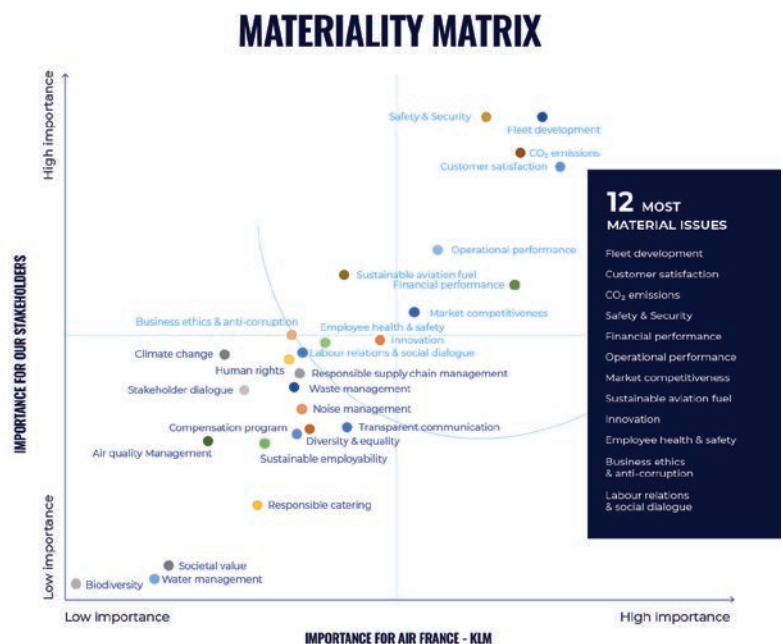 MATERIALITY MATRIX
High importance
IMPORTANCE FOR OUR STAKEHOLDERS
Low importance
Safety & Security
Fleet development
CO₂ emissions
Customer satisfaction
Operational performance
Sustainable aviation fuel
Financial performance
Market competitiveness
Business ethics & anti-corruption
Employee health & safety
Innovation
Climate change
Labour relations & social dialogue
Human rights
Responsible supply chain management
Stakeholder dialogue
Waste management
Noise management
Compensation program
Transparent communication
Diversity & equality
Air quality Management
Sustainable employability
Responsible catering
Societal value
Biodiversity
Water management
Low Importance
High importance
IMPORTANCE FOR AIR FRANCE - KLM
12 MOST
MATERIAL ISSUES
Fleet development
Customer satisfaction
CO₂ emissions
Safety & Security
Financial performance
Operational performance
Market competitiveness
Sustainable aviation fuel
Innovation
Employee health & safety
Business ethics
& anti-corruption
Labour relations
& social dialogue